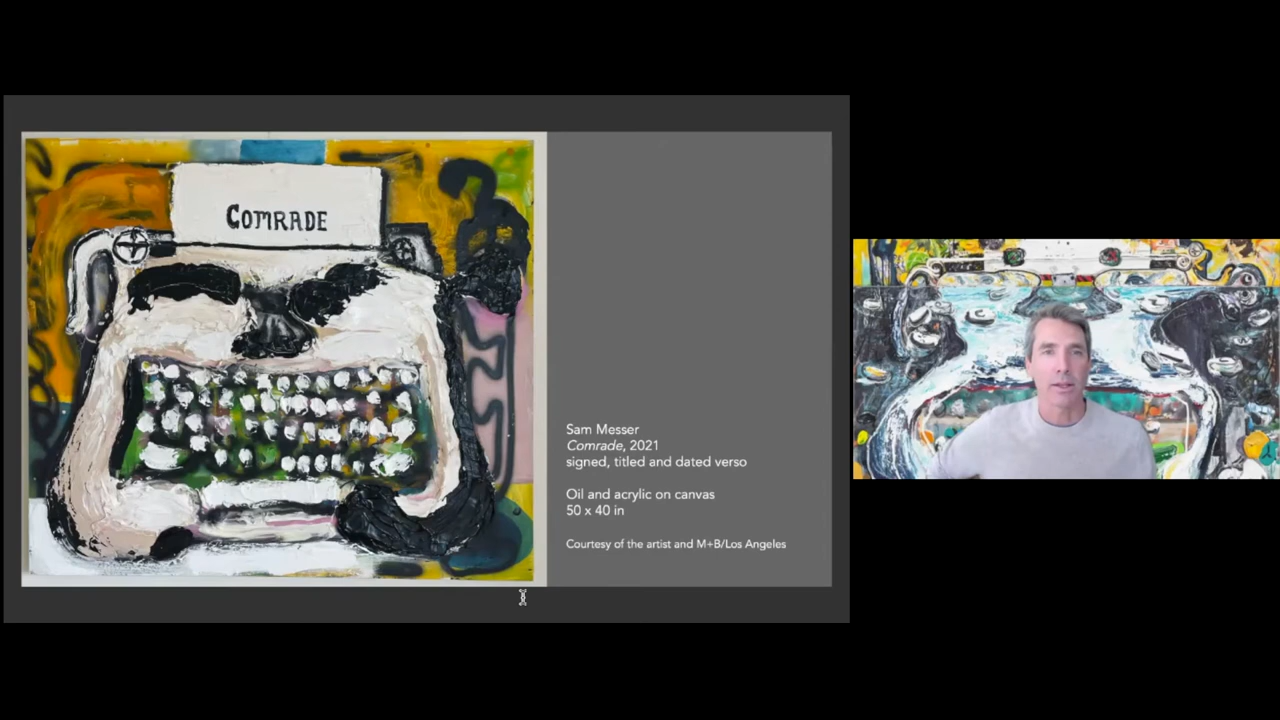 COMRADE
Sam Messer
Comrade, 2021
signed, titled and dated verso
Oil and acrylic on canvas
50 x 40 in
Courtesy of the artist and M+B/Los Angeles